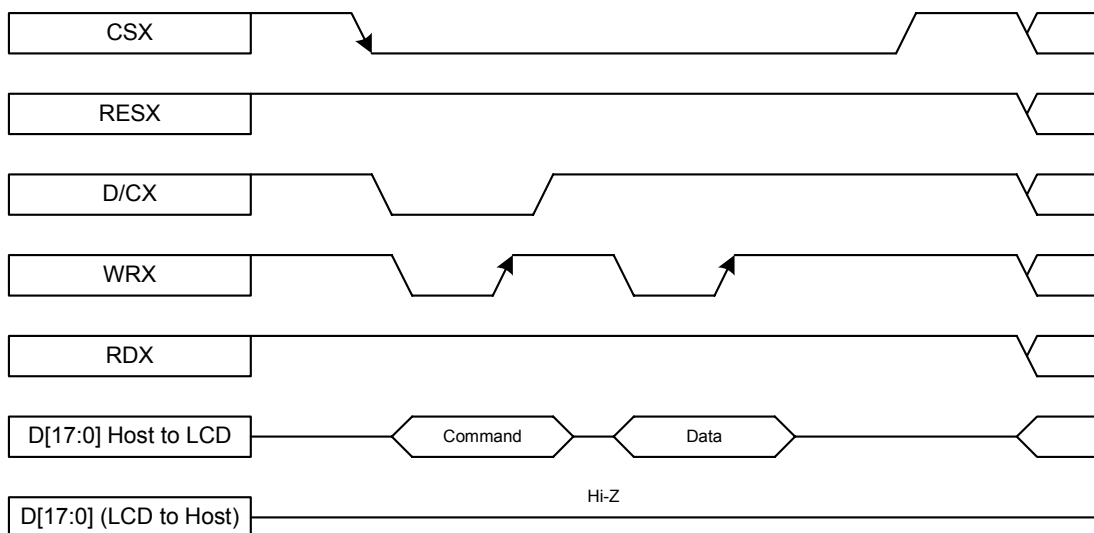 CSX
RESX
D/CX
WRX
RDX
D[17:0] Host to LCD
Command
Data
Hi-Z
D[17:0] (LCD to Host)